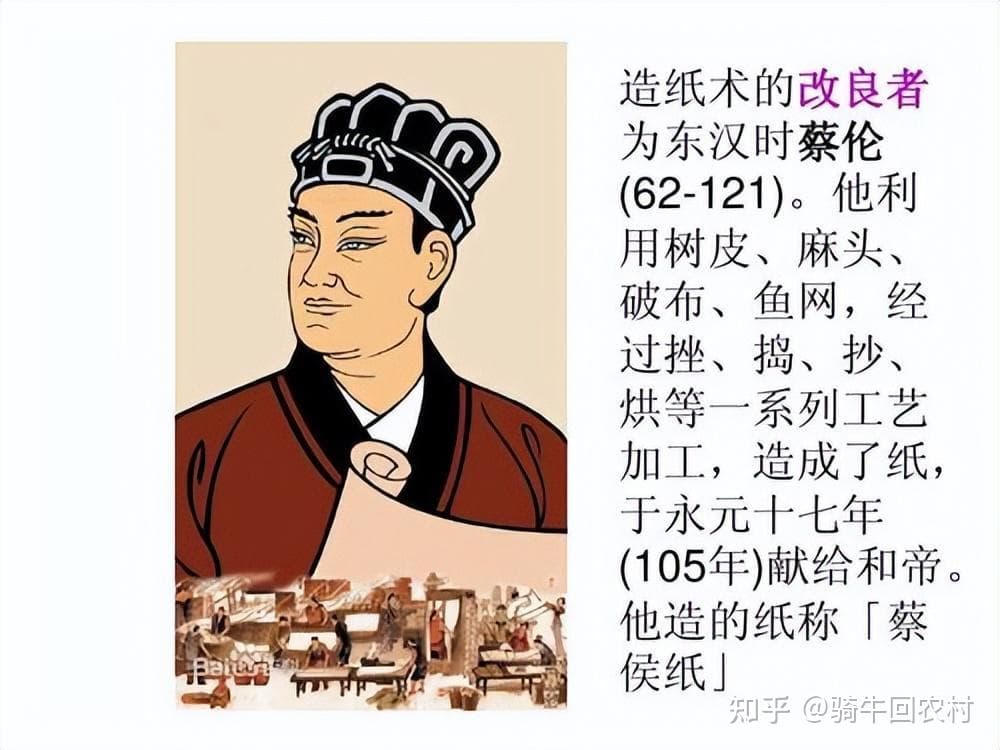 造纸术的改良者
为东汉时蔡伦
(62-121)。他利
用树皮、麻头、
破布、鱼网，经
过挫、捣、抄、
烘等一系列工艺
加工，造成了纸，
于永元十七年
(105年)献给和帝。
他造的纸称「蔡
侯纸」
知乎 @骑牛回农村